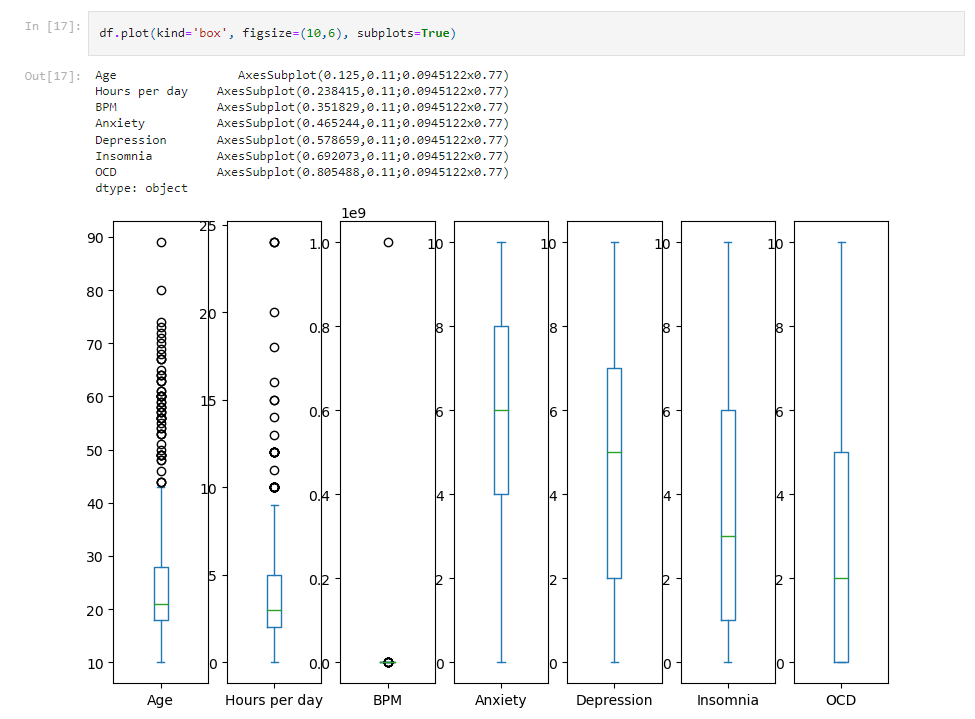 In [17]: df.plot(kind='box', figsize=(10,6), subplots=True)
Out[17]: Age AxesSubplot(0.125,0.11;0.0945122x0.77)
Hours per day AxesSubplot(0.238415,0.11;0.0945122x0.77)
BPM AxesSubplot(0.351829,0.11;0.0945122x0.77)
Anxiety AxesSubplot(0.465244,0.11;0.0945122x0.77)
Depression AxesSubplot(0.578659,0.11;0.0945122x0.77)
Insomnia AxesSubplot(0.692073,0.11;0.0945122x0.77)
OCD AxesSubplot(0.805488,0.11;0.0945122x0.77)
dtype: object
90
80
70
60
50
40
30
20
10
Age
25
20
15
10
5
0
Hours per day
1e9
1.0
0.8
0.6
0.4
0.2
0.0
BPM
10
8
6
4
2
0
Anxiety
10
8
6
4
2
0
Depression
10
8
6
4
2
0
Insomnia
10
8
6
4
2
0
OCD